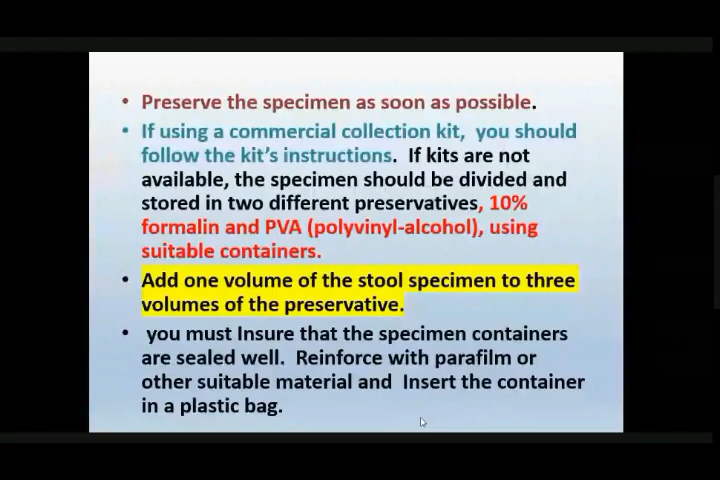 • Preserve the specimen as soon as possible.
• If using a commercial collection kit, you should
follow the kit's instructions. If kits are not
available, the specimen should be divided and
stored in two different preservatives, 10%
formalin and PVA (polyvinyl-alcohol), using
suitable containers.
• Add one volume of the stool specimen to three
volumes of the preservative.
• you must Insure that the specimen containers
are sealed well. Reinforce with parafilm or
other suitable material and Insert the container
in a plastic bag.